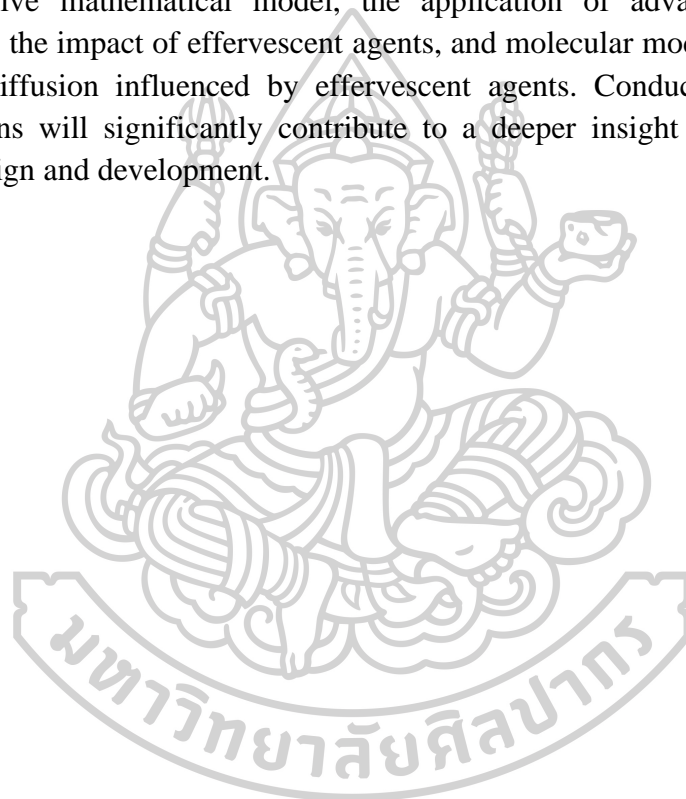 ive mathematical model, the application of adva
the impact of effervescent agents, and molecular mod
iffusion influenced by effervescent agents. Conduc
ns will significantly contribute to a deeper insight
ign and development.
มหาวิทยาลัยศิลปากร